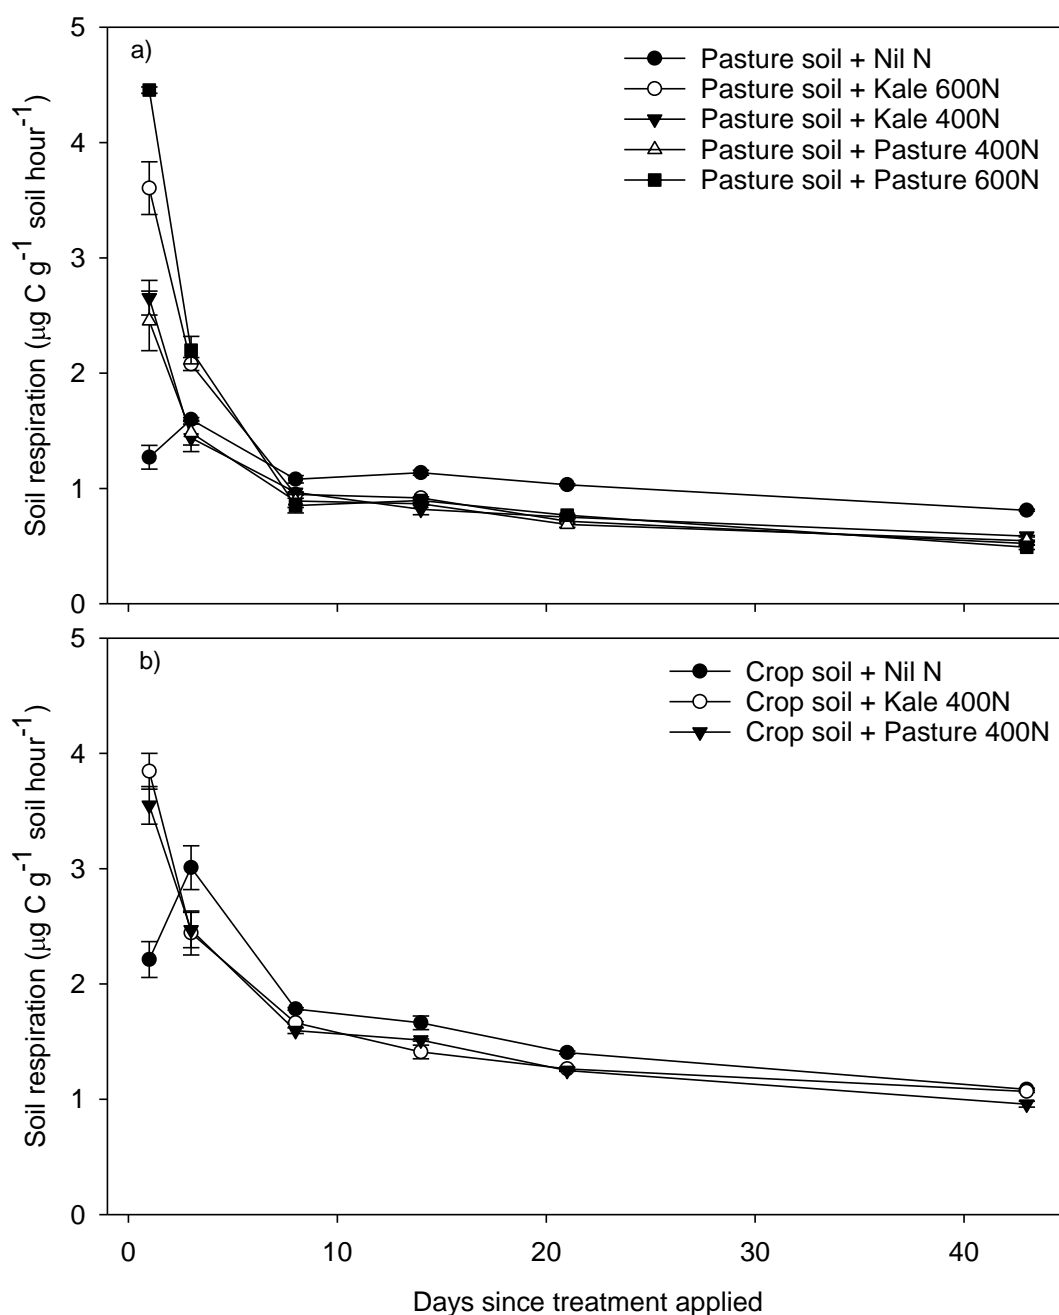 a)
Pasture soil + Nil N
Pasture soil + Kale 600N
Pasture soil + Kale 400N
Pasture soil + Pasture 400N
Pasture soil + Pasture 600N
Soil respiration (μg C g⁻¹ soil hour⁻¹)
5
4
3
2
1
0
b)
Crop soil + Nil N
Crop soil + Kale 400N
Crop soil + Pasture 400N
Soil respiration (μg C g⁻¹ soil hour⁻¹)
5
4
3
2
1
0
0 10 20 30 40
Days since treatment applied